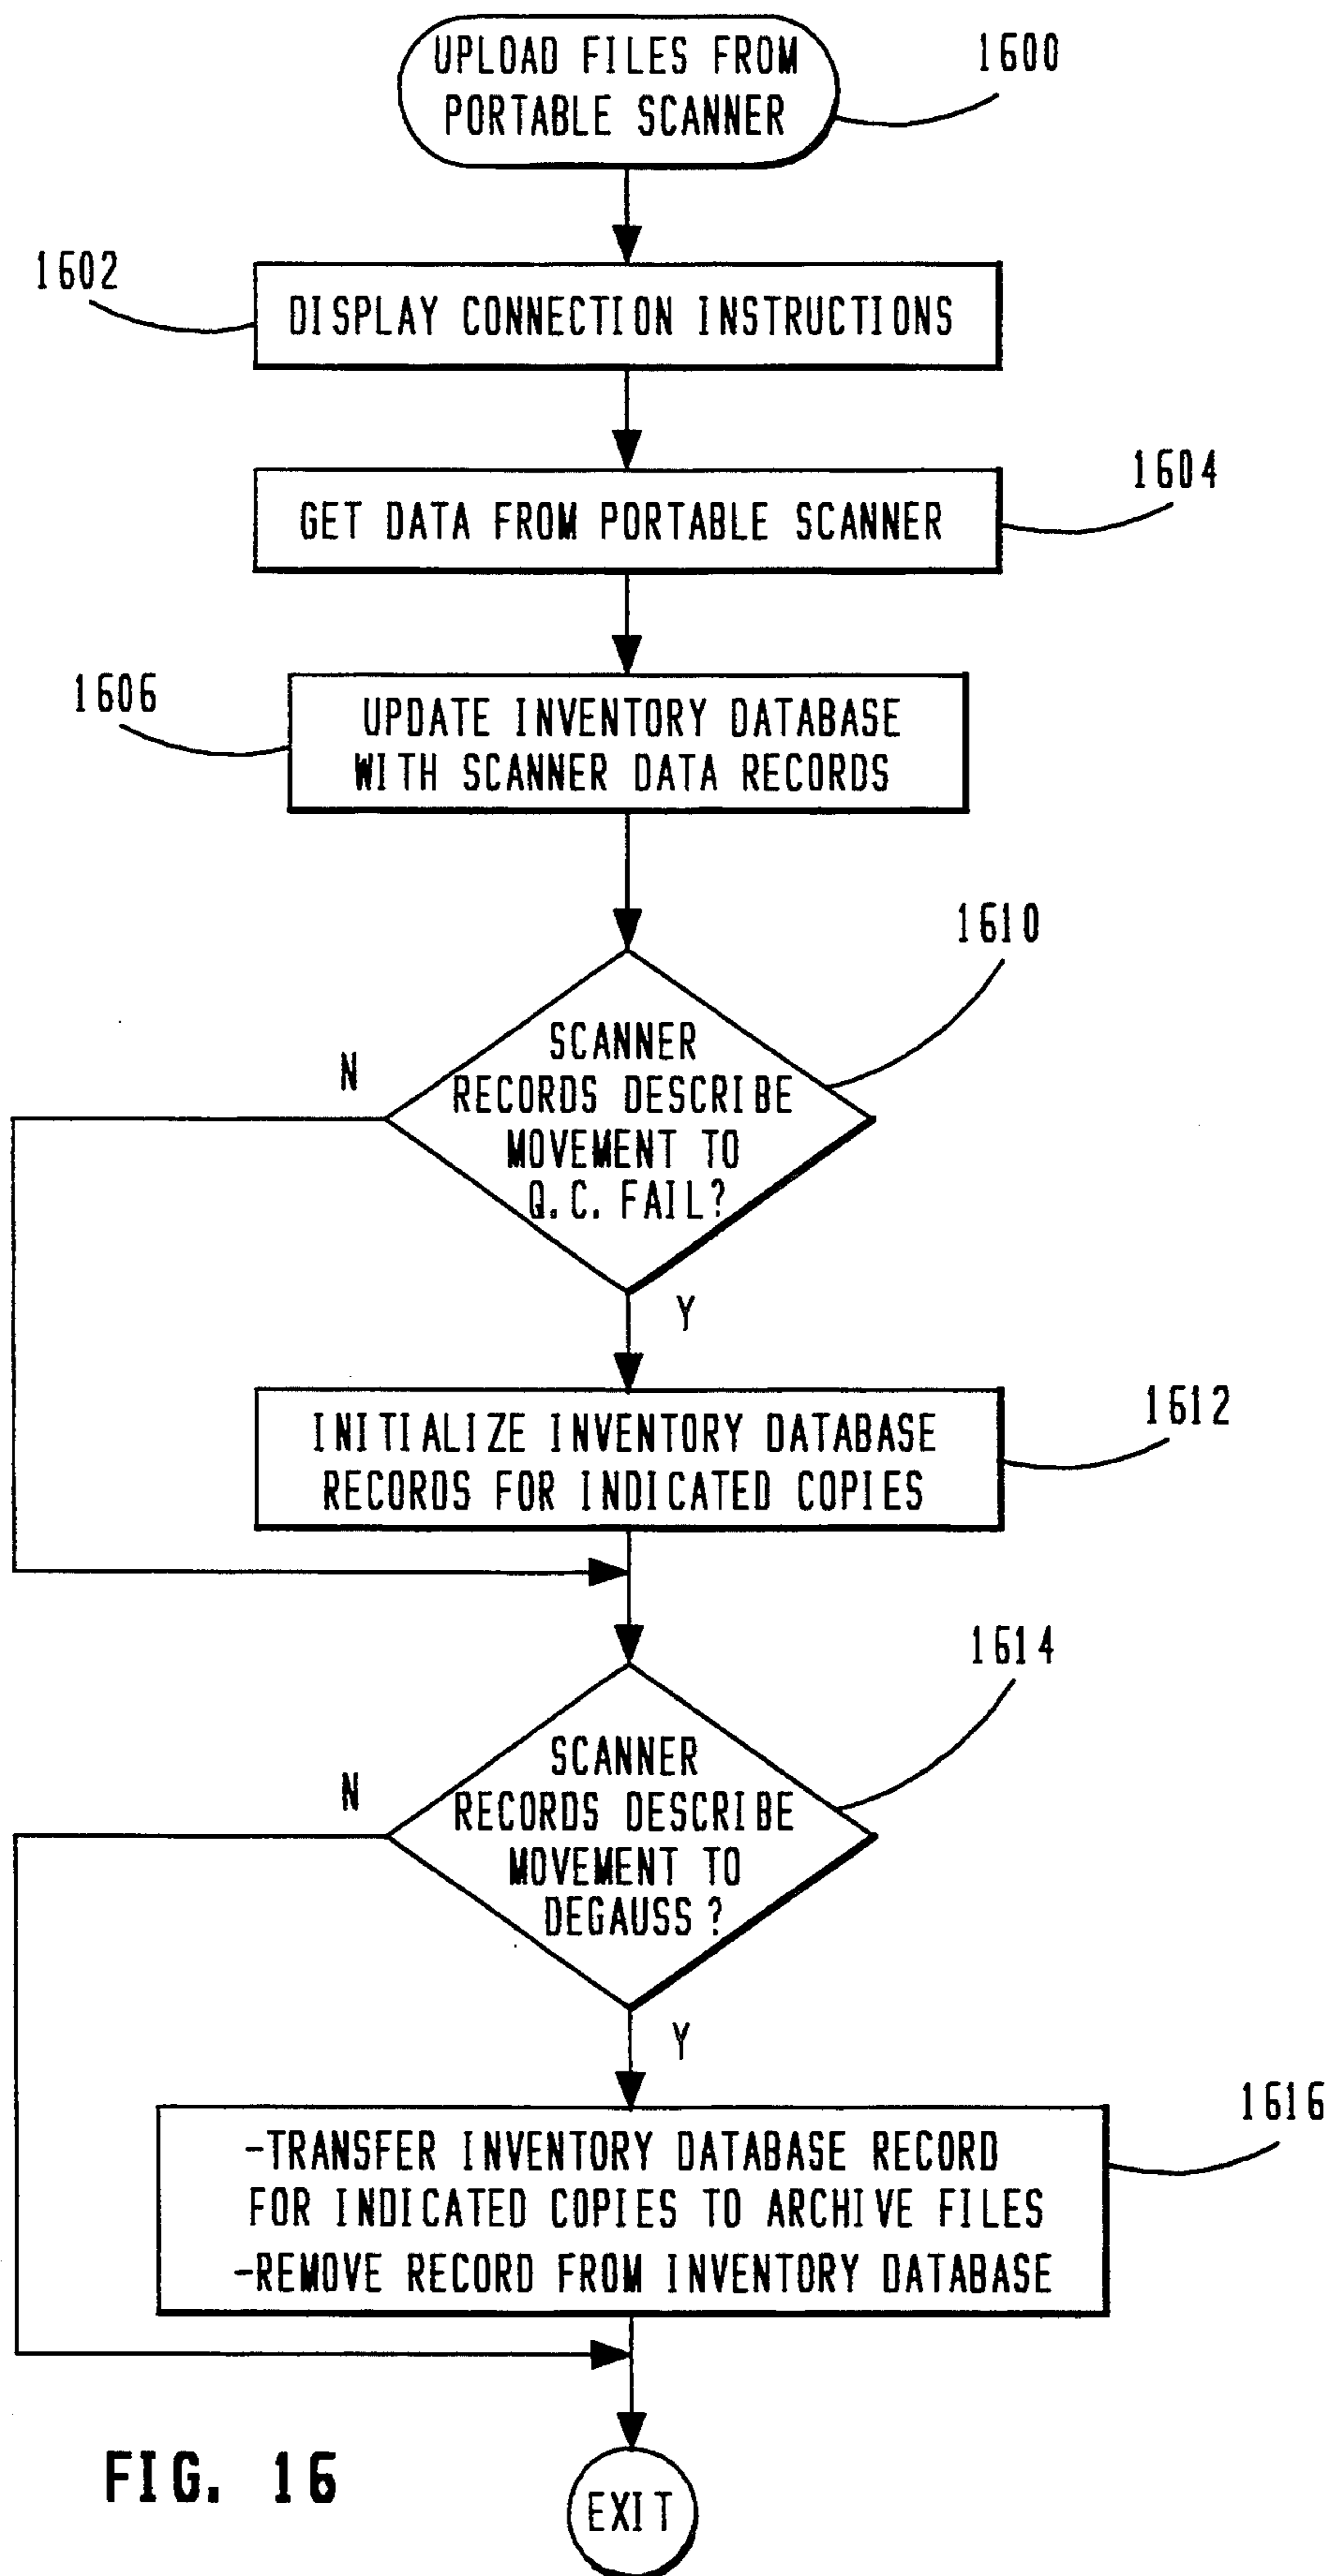 UPLOAD FILES FROM
PORTABLE SCANNER
1600
1602
DISPLAY CONNECTION INSTRUCTIONS
1604
GET DATA FROM PORTABLE SCANNER
1606
UPDATE INVENTORY DATABASE
WITH SCANNER DATA RECORDS
1610
SCANNER
RECORDS DESCRIBE
MOVEMENT TO
Q.C. FAIL?
N
Y
1612
INITIALIZE INVENTORY DATABASE
RECORDS FOR INDICATED COPIES
1614
SCANNER
RECORDS DESCRIBE
MOVEMENT TO
DEGAUSS?
N
Y
1616
-TRANSFER INVENTORY DATABASE RECORD
FOR INDICATED COPIES TO ARCHIVE FILES
-REMOVE RECORD FROM INVENTORY DATABASE
EXIT
FIG. 16